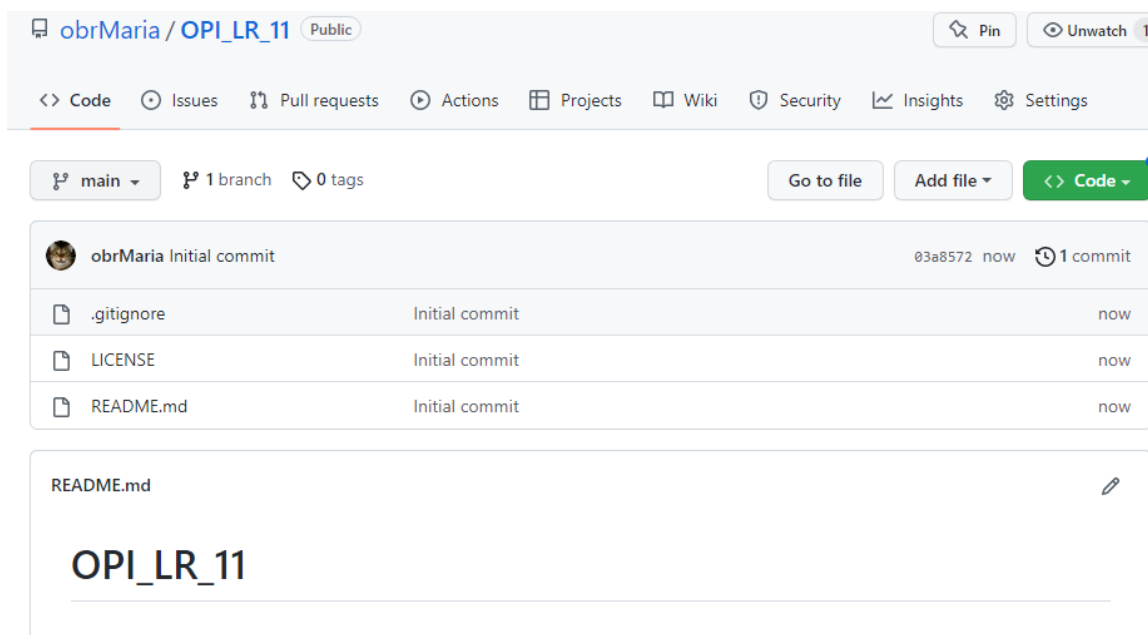 obrMaria / OPI_LR_11 Public Pin Unwatch 1
Code Issues Pull requests Actions Projects Wiki Security Insights Settings
main 1 branch 0 tags Go to file Add file Code
obrMaria Initial commit 03a8572 now 1 commit
.gitignore Initial commit now
LICENSE Initial commit now
README.md Initial commit now
README.md
OPI_LR_11